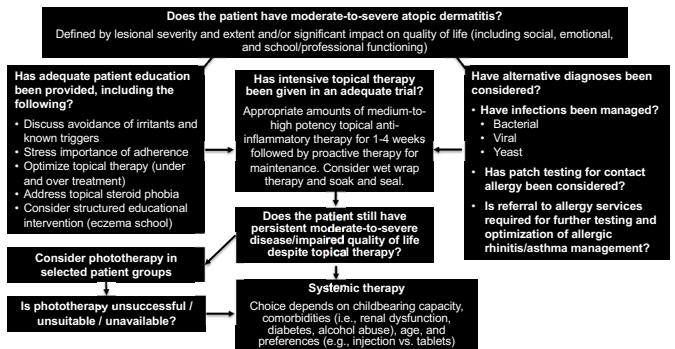 Does the patient have moderate-to-severe atopic dermatitis?
Defined by lesional severity and extent and/or significant impact on quality of life (including social, emotional,
and school/professional functioning)
Has adequate patient education
been provided, including the
following?
• Discuss avoidance of irritants and
known triggers
• Stress importance of adherence
• Optimize topical therapy (under
and over treatment)
• Address topical steroid phobia
• Consider structured educational
intervention (eczema school)
Has intensive topical therapy
been given in an adequate trial?
Appropriate amounts of medium-to-
high potency topical anti-
inflammatory therapy for 1-4 weeks
followed by proactive therapy for
maintenance. Consider wet wrap
therapy and soak and seal.
Have alternative diagnoses been
considered?
• Have infections been managed?
• Bacterial
• Viral
• Yeast
• Has patch testing for contact
allergy been considered?
• Is referral to allergy services
required for further testing and
optimization of allergic
rhinitis/asthma management?
Does the patient still have
persistent moderate-to-severe
disease/impaired quality of life
despite topical therapy?
Consider phototherapy in
selected patient groups
Is phototherapy unsuccessful /
unsuitable / unavailable?
Systemic therapy
Choice depends on childbearing capacity,
comorbidities (i.e., renal dysfunction,
diabetes, alcohol abuse), age, and
preferences (e.g., injection vs. tablets)